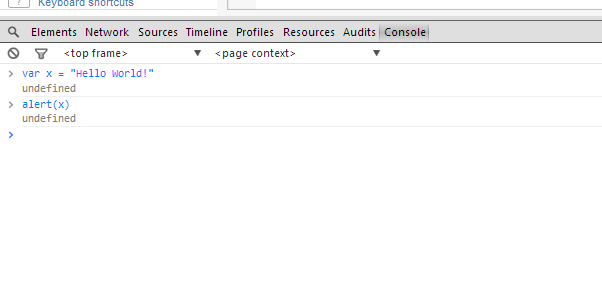 ? Keyboard shortcuts
Elements Network Sources Timeline Profiles Resources Audits Console
<top frame> <page context>
var x = "Hello World!"
undefined
alert(x)
undefined